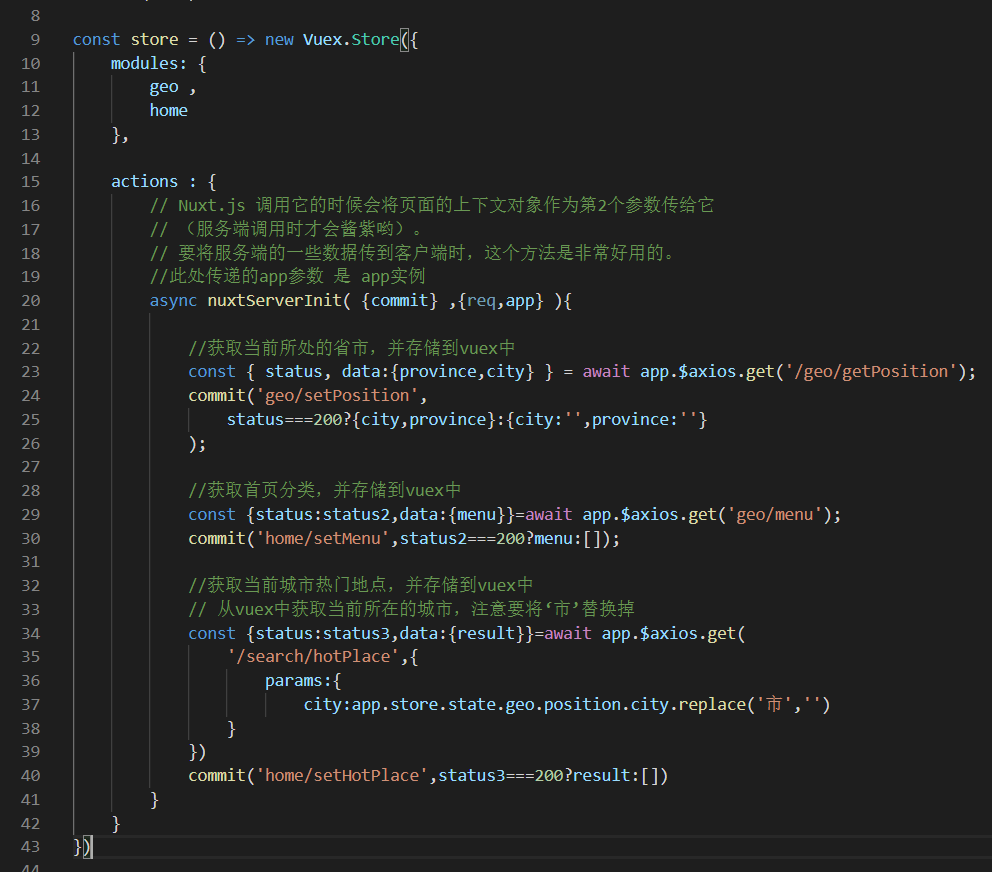 8
9 const store = () => new Vuex.Store({
10     modules: {
11         geo ,
12         home
13     },
14
15     actions : {
16         // Nuxt.js 调用它的时候会将页面的上下文对象作为第2个参数传给它
17         // （服务端调用时才会酱紫哟）。
18         // 要将服务端的一些数据传到客户端时，这个方法是非常好用的。
19         //此处传递的app参数 是 app实例
20         async nuxtServerInit( {commit} ,{req,app} ){
21
22             //获取当前所处的省市，并存储到vuex中
23             const { status, data:{province,city} } = await app.$axios.get('/geo/getPosition');
24             commit('geo/setPosition',
25                 status===200?{city,province}:{city:'',province:''}
26             );
27
28             //获取首页分类，并存储到vuex中
29             const {status:status2,data:{menu}}=await app.$axios.get('geo/menu');
30             commit('home/setMenu',status2===200?menu:[]);
31
32             //获取当前城市热门地点，并存储到vuex中
33             // 从vuex中获取当前所在的城市，注意要将‘市’替换掉
34             const {status:status3,data:{result}}=await app.$axios.get(
35                 '/search/hotPlace',{
36                     params:{
37                         city:app.store.state.geo.position.city.replace('市','')
38                 }
39             })
40             commit('home/setHotPlace',status3===200?result:[])
41         }
42     }
43 })
44